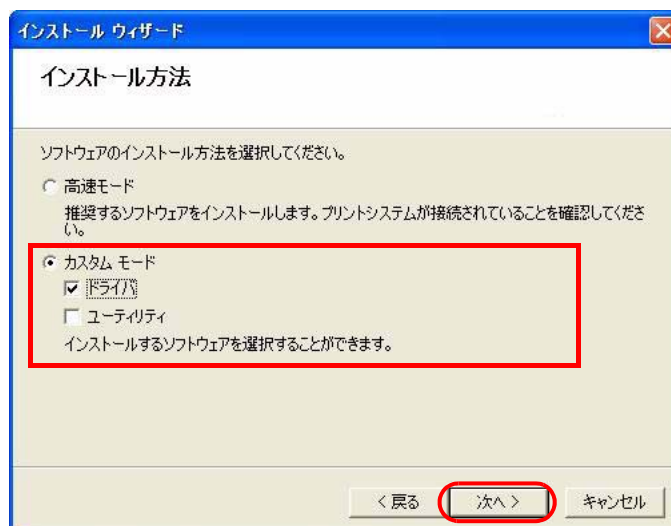 インストール ウィザード
インストール方法
ソフトウェアのインストール方法を選択してください。
高速モード
推奨するソフトウェアをインストールします。プリントシステムが接続されていることを確認してくださ
い。
カスタム モード
ドライバ
ユーティリティ
インストールするソフトウェアを選択することができます。
< 戻る 次へ > キャンセル